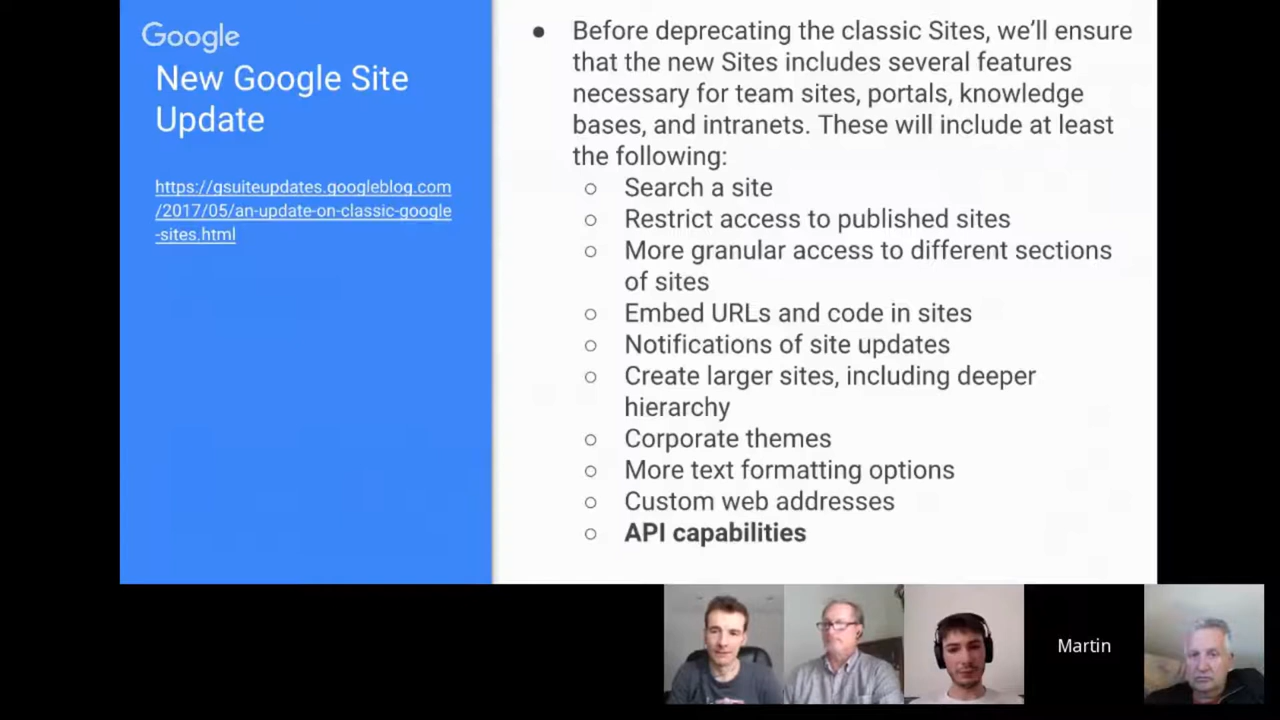 Google
New Google Site
Update
https://gsuiteupdates.googleblog.com
/2017/05/an-update-on-classic-google
-sites.html
● Before deprecating the classic Sites, we’ll ensure
that the new Sites includes several features
necessary for team sites, portals, knowledge
bases, and intranets. These will include at least
the following:
○ Search a site
○ Restrict access to published sites
○ More granular access to different sections
of sites
○ Embed URLs and code in sites
○ Notifications of site updates
○ Create larger sites, including deeper
hierarchy
○ Corporate themes
○ More text formatting options
○ Custom web addresses
○ API capabilities
Martin